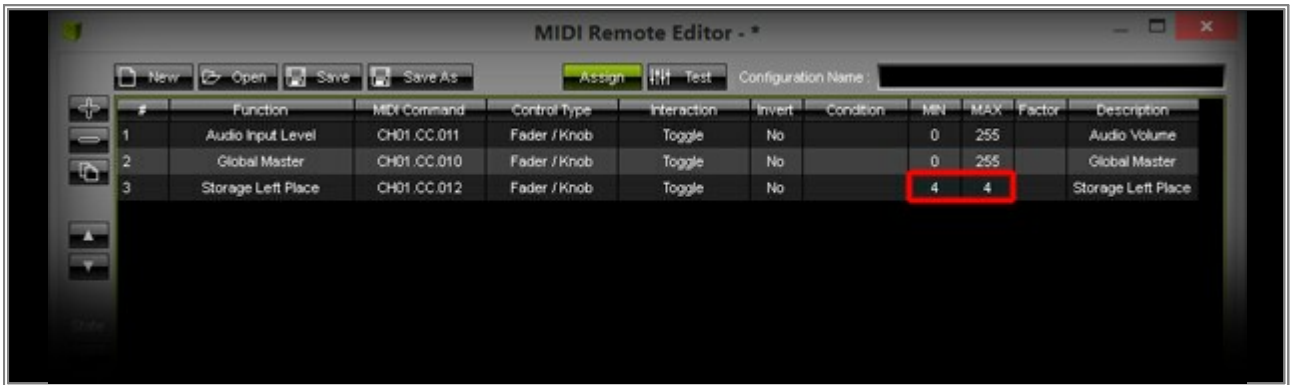 MIDI Remote Editor - *
New Open Save Save As Assign Test Configuration Name :
# Function MIDI Command Control Type Interaction Invert Condition MIN MAX Factor Description
1 Audio Input Level CH01.CC.011 Fader / Knob Toggle No 0 255 Audio Volume
2 Global Master CH01.CC.010 Fader / Knob Toggle No 0 255 Global Master
3 Storage Left Place CH01.CC.012 Fader / Knob Toggle No 4 4 Storage Left Place